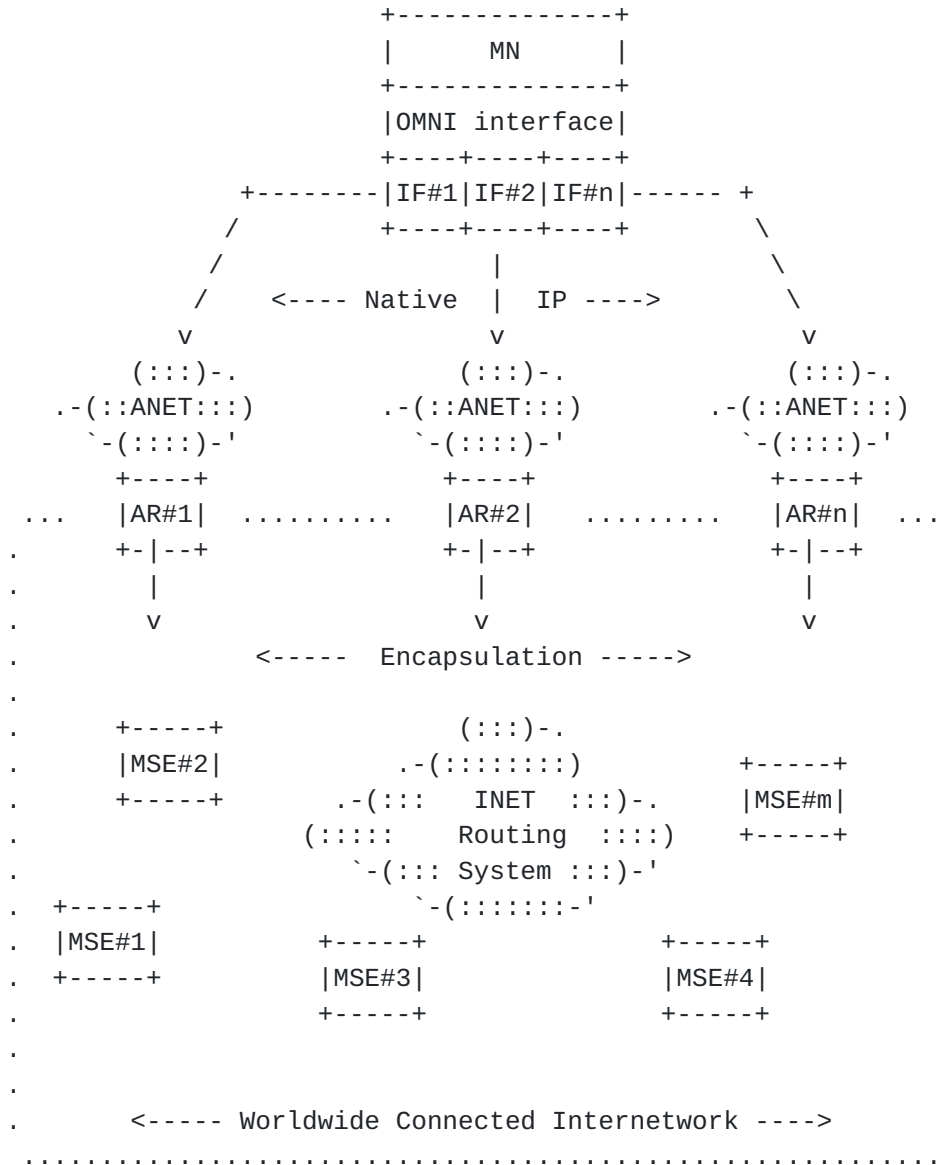 +--------------+
|      MN      |
+--------------+
|OMNI interface|
+----+----+----+
+--------|IF#1|IF#2|IF#n|------ +
/         +----+----+----+         \
/                 |                 \
/    <---- Native  |  IP ---->        \
v                   v                   v
(:::)-.              (:::)-.              (:::)-.
.-(::ANET:::)        .-(::ANET:::)        .-(::ANET:::)
`-(::::)-'           `-(::::)-'           `-(::::)-'
+----+               +----+               +----+
...   |AR#1|  ..........   |AR#2|   .........   |AR#n|  ...
.      +-|--+               +-|--+               +-|--+
.        |                    |                    |
.        v                    v                    v
.               <-----  Encapsulation ----->
.
.      +-----+               (:::)-.
.      |MSE#2|           .-(::::::::)          +-----+
.      +-----+       .-(:::   INET  :::)-.     |MSE#m|
.                  (:::::    Routing  ::::)    +-----+
.                     `-(::: System :::)-'
.  +-----+                `-(:::::::-'
.  |MSE#1|          +-----+               +-----+
.  +-----+          |MSE#3|               |MSE#4|
.                   +-----+               +-----+
.
.
.       <----- Worldwide Connected Internetwork ---->
...........................................................